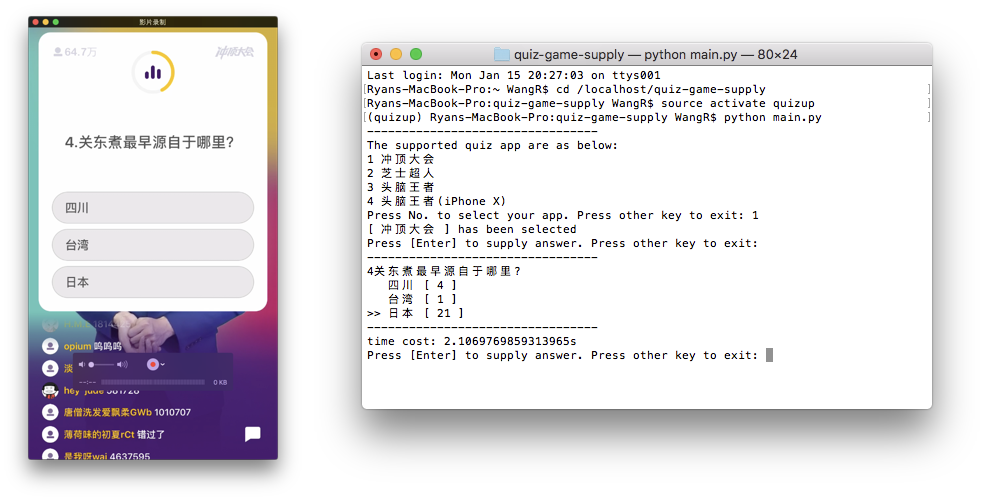 影片录制
64.7万
冲顶大会
4.关东煮最早源自于哪里?
四川
台湾
日本
opium 呜呜呜
淡
--:--
0 KB
hey jude 581728
唐僧洗发爱飘柔GWb 1010707
薄荷味的初夏rCt 错过了
是我呀wai 4637595
quiz-game-supply — python main.py — 80×24
Last login: Mon Jan 15 20:27:03 on ttys001
[Ryans-MacBook-Pro:~ WangR$ cd /localhost/quiz-game-supply ]
[Ryans-MacBook-Pro:quiz-game-supply WangR$ source activate quizup ]
[(quizup) Ryans-MacBook-Pro:quiz-game-supply WangR$ python main.py ]
---------------------------------
The supported quiz app are as below:
1 冲顶大会
2 芝士超人
3 头脑王者
4 头脑王者(iPhone X)
Press No. to select your app. Press other key to exit: 1
[ 冲顶大会 ] has been selected
Press [Enter] to supply answer. Press other key to exit:
---------------------------------
4关东煮最早源自于哪里?
四川 [ 4 ]
台湾 [ 1 ]
>> 日本 [ 21 ]
---------------------------------
time cost: 2.1069769859313965s
Press [Enter] to supply answer. Press other key to exit: